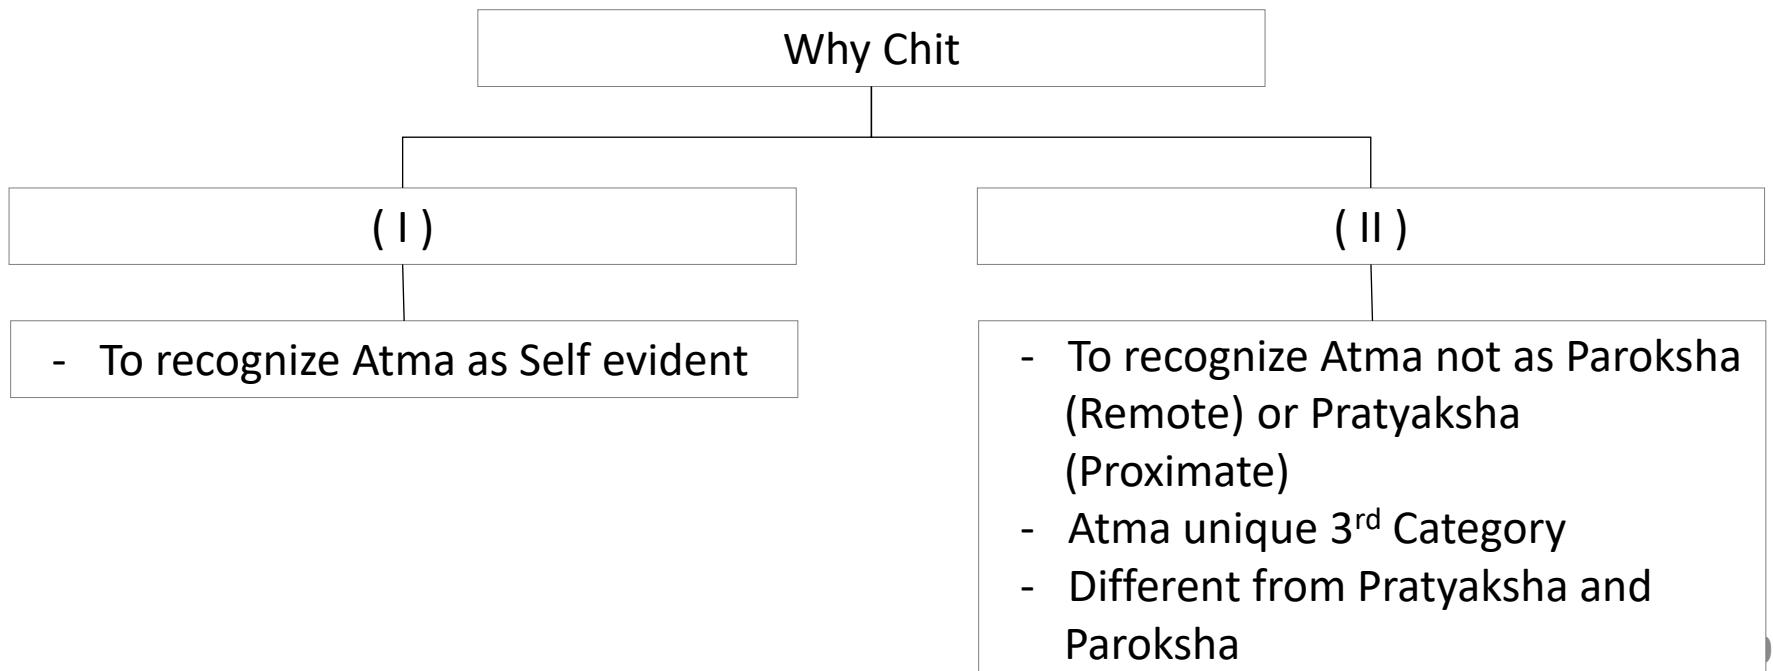 Why Chit
( I )
( II )
- To recognize Atma as Self evident
- To recognize Atma not as Paroksha
(Remote) or Pratyaksha
(Proximate)
- Atma unique 3rd Category
- Different from Pratyaksha and
Paroksha